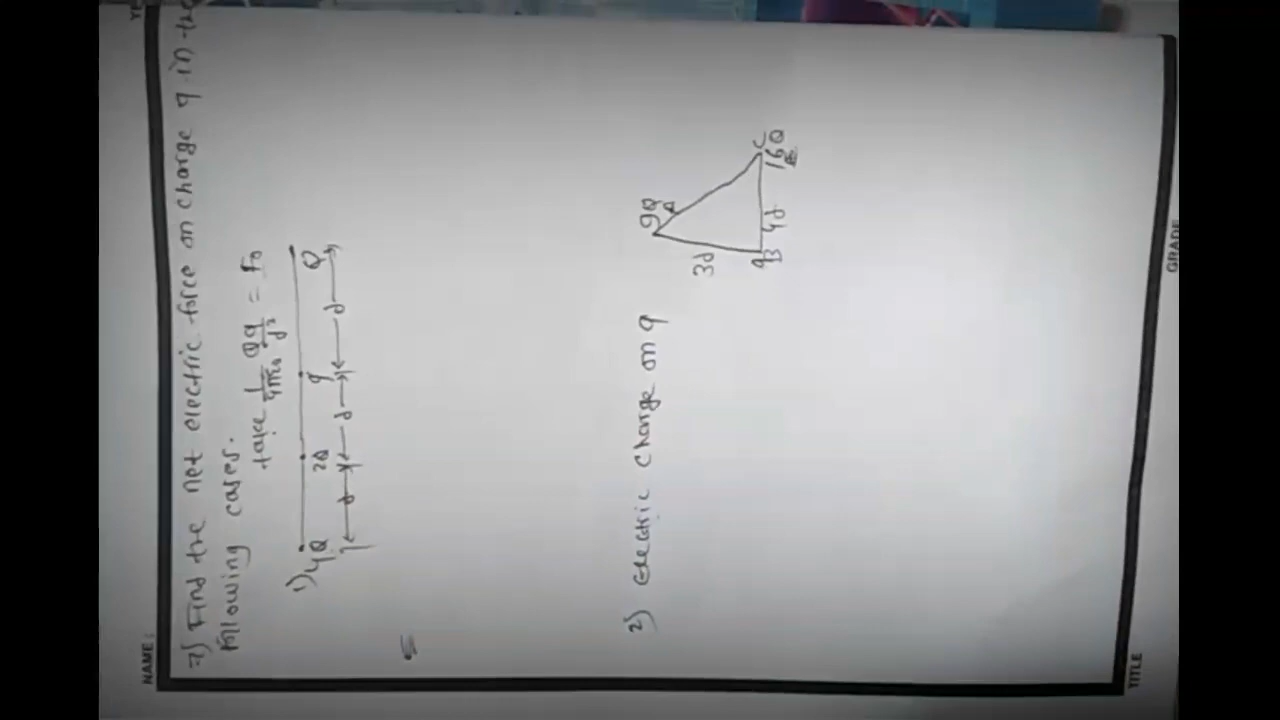 NAME:
7) Find the net electric force on charge q in the
following cases.
take 1/4πε₀ Qq/d² = F₀
1) 4Q 2Q q Q
d d d
2) Electric Charge on q
9Q
A
3d
q B 4d 16Q C
TITLE
GRADE